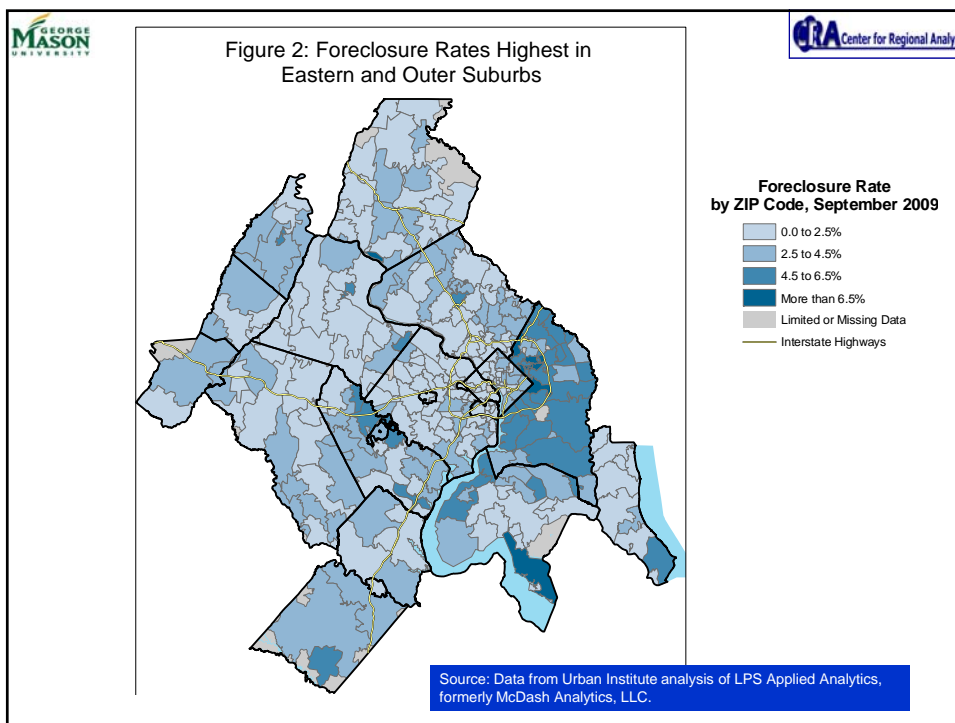 GEORGE
MASON
UNIVERSITY
CRA Center for Regional Analy
Figure 2: Foreclosure Rates Highest in
Eastern and Outer Suburbs
Foreclosure Rate
by ZIP Code, September 2009
0.0 to 2.5%
2.5 to 4.5%
4.5 to 6.5%
More than 6.5%
Limited or Missing Data
Interstate Highways
Source: Data from Urban Institute analysis of LPS Applied Analytics,
formerly McDash Analytics, LLC.